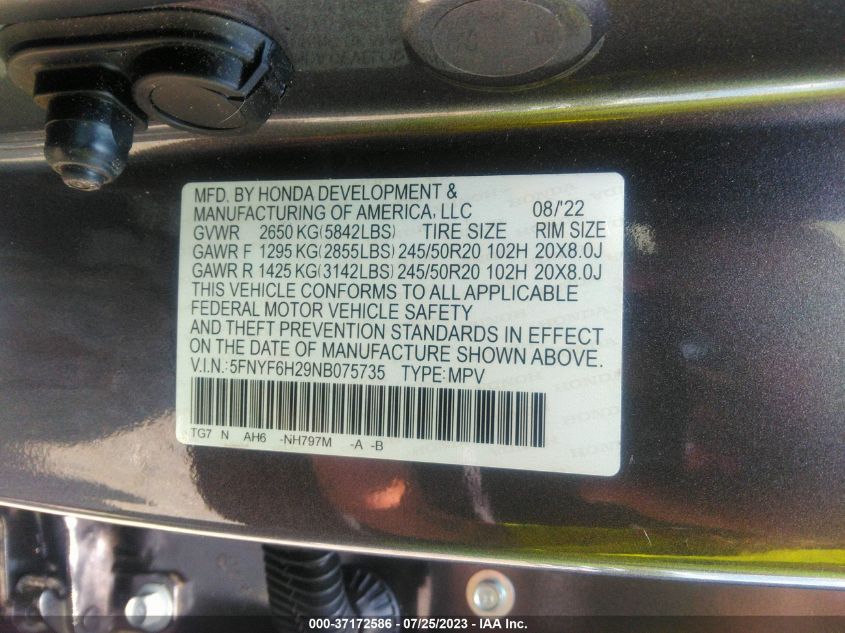 MFD. BY HONDA DEVELOPMENT &
MANUFACTURING OF AMERICA, LLC 08/'22
GVWR 2650 KG(5842LBS) TIRE SIZE RIM SIZE
GAWR F 1295 KG(2855LBS) 245/50R20 102H 20X8.0J
GAWR R 1425 KG(3142LBS) 245/50R20 102H 20X8.0J
THIS VEHICLE CONFORMS TO ALL APPLICABLE
FEDERAL MOTOR VEHICLE SAFETY
AND THEFT PREVENTION STANDARDS IN EFFECT
ON THE DATE OF MANUFACTURE SHOWN ABOVE.
V.I.N.:5FNYF6H29NB075735 TYPE:MPV
TG7 N AH6 -NH797M -A -B
000-37172586 - 07/25/2023 - IAA Inc.